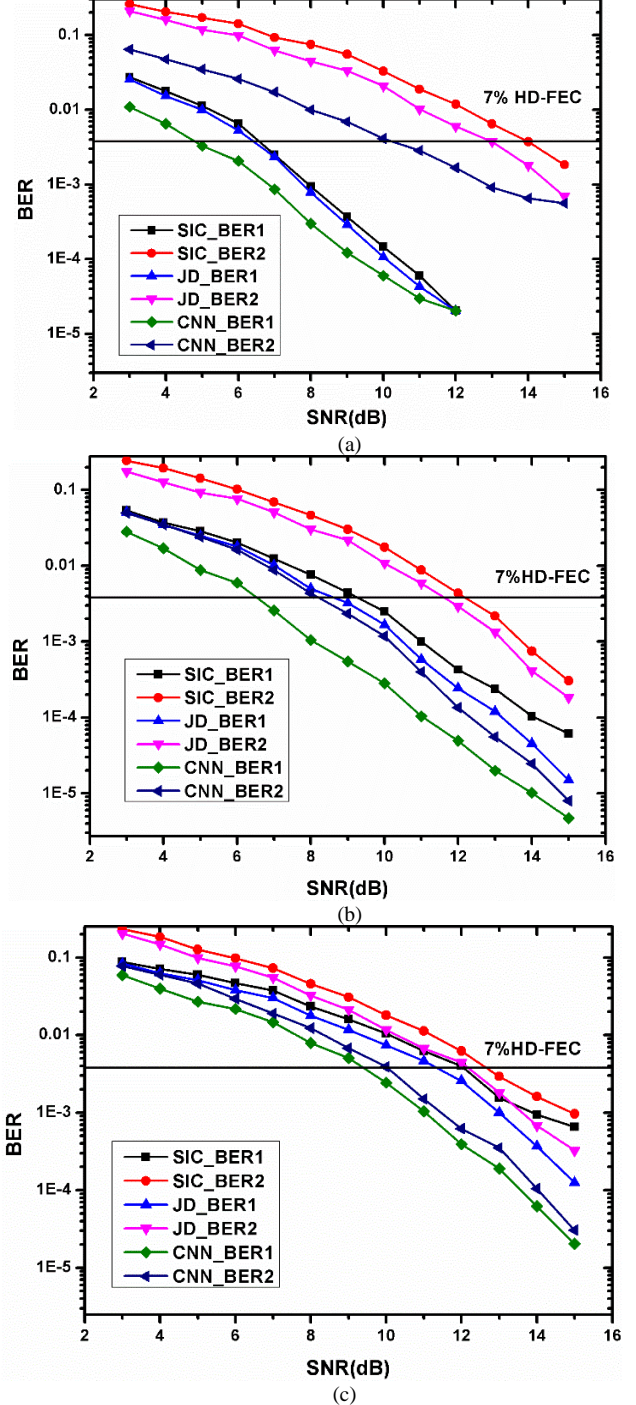 0.1
0.01
1E-3
1E-4
1E-5
BER
7% HD-FEC
SIC_BER1
SIC_BER2
JD_BER1
JD_BER2
CNN_BER1
CNN_BER2
2 4 6 8 10 12 14 16
SNR(dB)
(a)
0.1
0.01
1E-3
1E-4
1E-5
BER
7%HD-FEC
SIC_BER1
SIC_BER2
JD_BER1
JD_BER2
CNN_BER1
CNN_BER2
2 4 6 8 10 12 14 16
SNR(dB)
(b)
0.1
0.01
1E-3
1E-4
1E-5
BER
7%HD-FEC
SIC_BER1
SIC_BER2
JD_BER1
JD_BER2
CNN_BER1
CNN_BER2
2 4 6 8 10 12 14 16
SNR(dB)
(c)